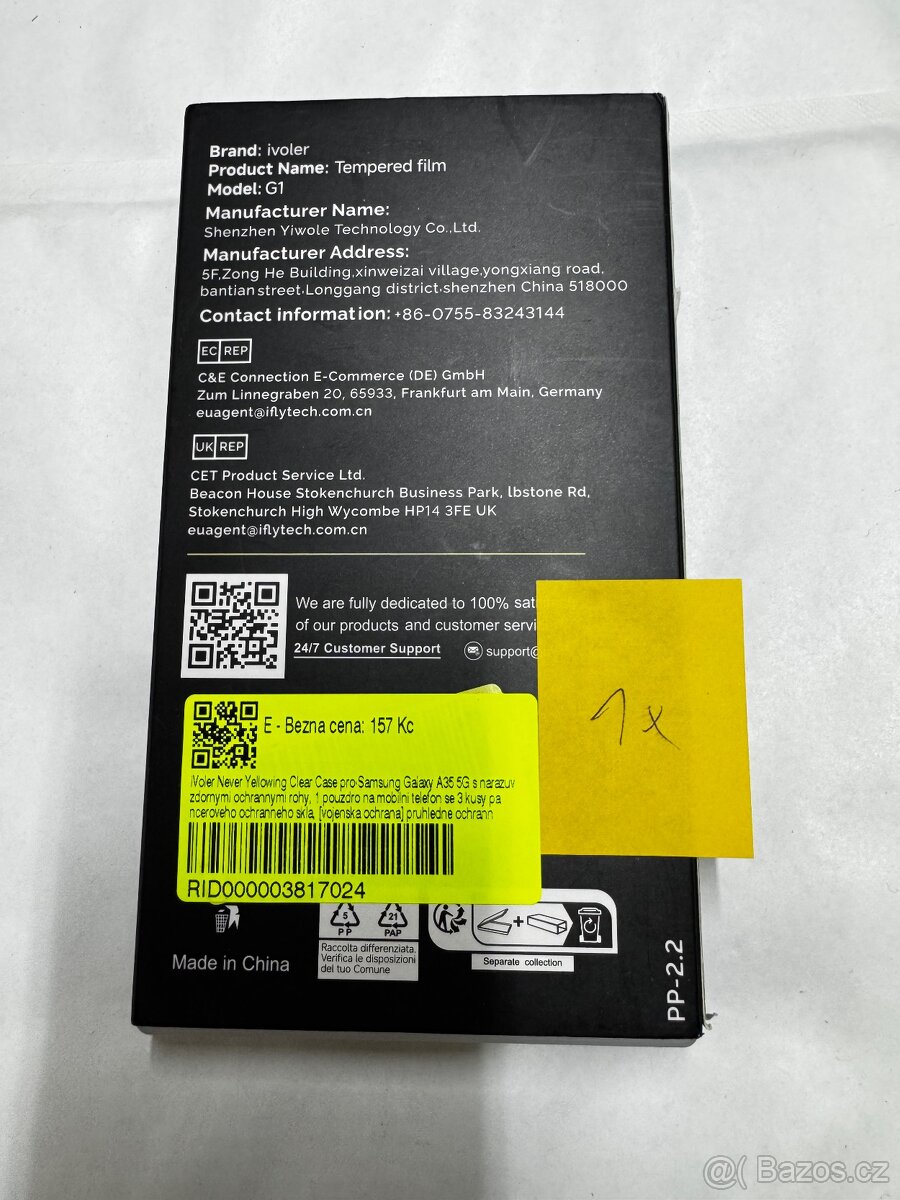 Brand: ivoler
Product Name: Tempered film
Model: G1
Manufacturer Name:
Shenzhen Yiwole Technology Co.,Ltd.
Manufacturer Address:
5F,Zong He Building,xinweizai village,yongxiang road,
bantian street,Longgang district,shenzhen China 518000
Contact information: +86-0755-83243144
EC REP
C&E Connection E-Commerce (DE) GmbH
Zum Linnegraben 20, 65933, Frankfurt am Main, Germany
euagent@iflytech.com.cn
UK REP
CET Product Service Ltd.
Beacon House Stokenchurch Business Park, lbstone Rd,
Stokenchurch High Wycombe HP14 3FE UK
euagent@iflytech.com.cn
We are fully dedicated to 100%
of our products and customer
24/7 Customer Support
support@
1x
E - Bezna cena: 157 Kc
iVoler Never Yellowing Clear Case pro Samsung Galaxy A35 5G s narazuv
zdornymi ochrannymi rohy, 1 pouzdro na mobilni telefon se 3 kusy pa
nceroveho ochranneho skla, [vojenska ochrana] pruhledne ochrann
RID000003817024
5
PP
21
PAP
Raccolta differenziata.
Verifica le disposizioni
del tuo Comune
+
Separate collection
Made in China
PP-2.2
@( Bazos.cz